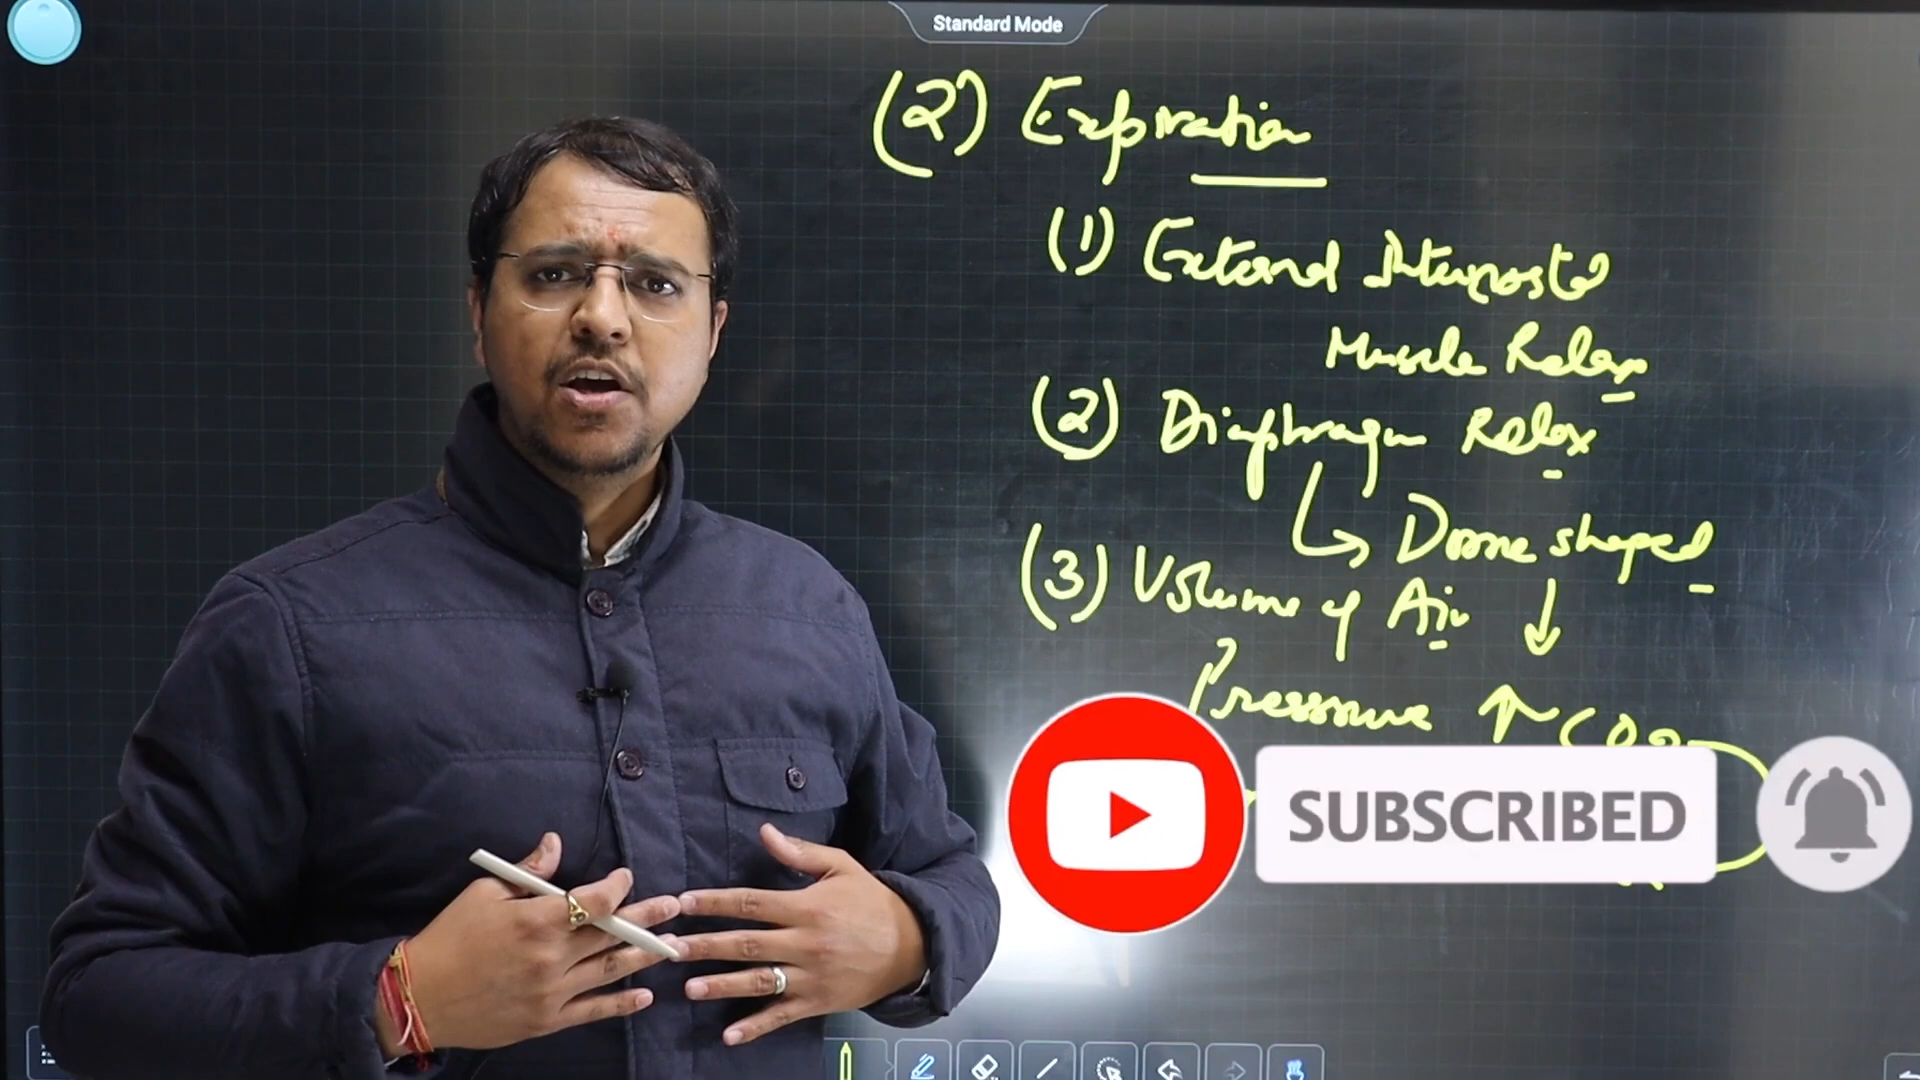 Standard Mode
(2) Expiration
(1) External Intercostal
Muscle Relax
(2) Diaphragm Relax
↳ Dome shaped
(3) Volume of Air ↓
Pressure ↑ CO2
SUBSCRIBED